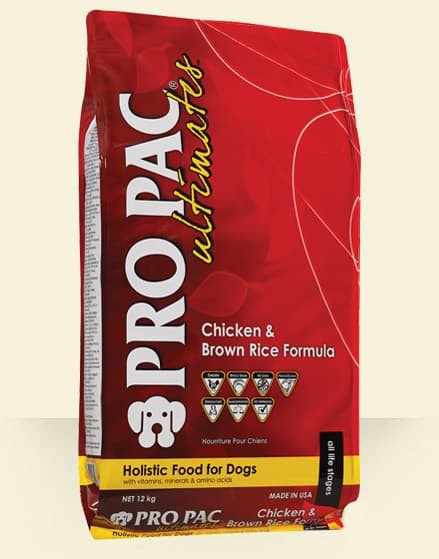 PRO PAC®
ultimates™
Chicken &
Brown Rice Formula
Nourriture Pour Chiens
Holistic Food for Dogs
with vitamins, minerals & amino acids
NET 12 kg
MADE IN USA
all life stages
PRO PAC
ultimates
Chicken &
Brown Rice Formula
Holistic Food for Dogs